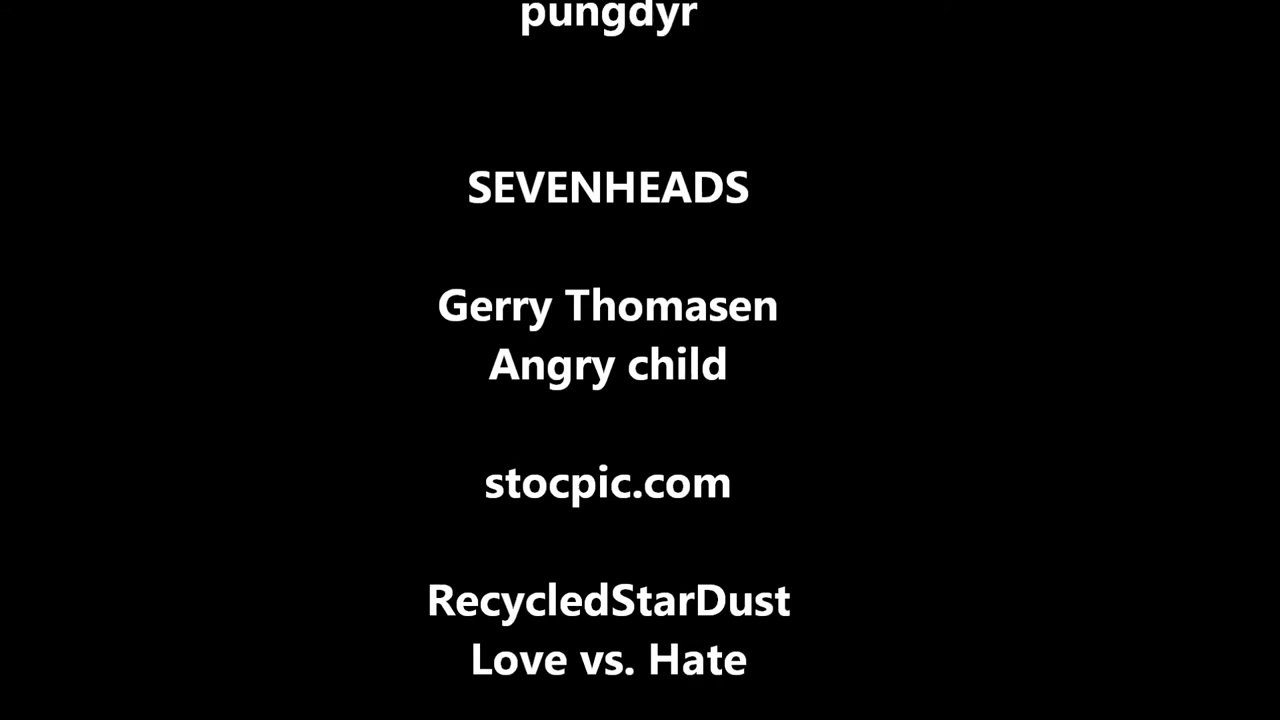 pungdyr
SEVENHEADS
Gerry Thomasen
Angry child
stocpic.com
RecycledStarDust
Love vs. Hate